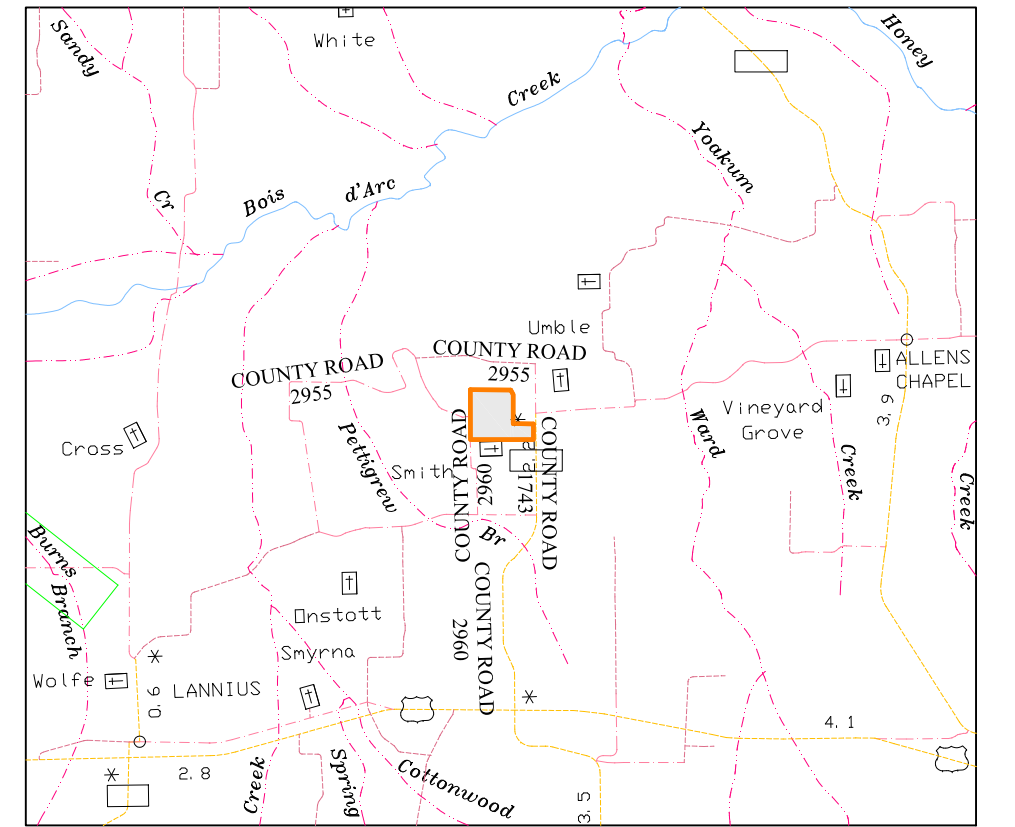 Sandy
White
Honey
Creek
Yoakum
Cr
Bois
d'Arc
Umble
COUNTY ROAD
2955
COUNTY ROAD
2955
ALLENS
CHAPEL
3.9
Vineyard
Grove
Ward
Creek
Creek
Cross
Pettigrew
Smith
COUNTY ROAD
2960
1743
COUNTY ROAD
Br
Burns
Branch
Onstott
Smyrna
COUNTY ROAD
2960
Wolfe
0.6
LANNIUS
2.8
Creek
Spring
Cottonwood
3.5
4.1